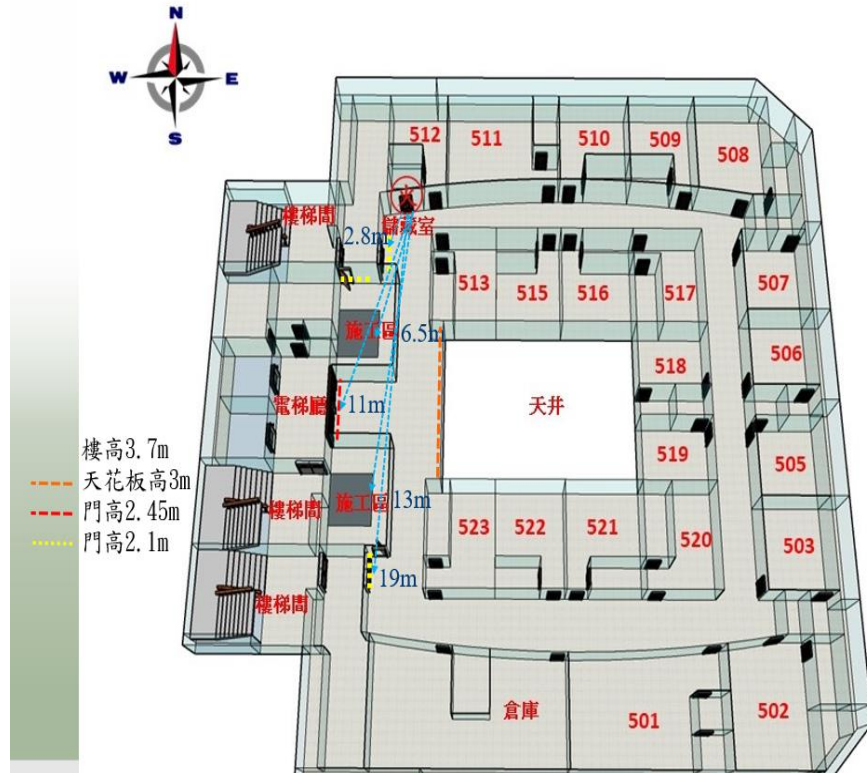 N
W
E
S
512
511
510
509
508
火
樓梯間
儲藏室
2.8m
513
515
516
517
507
施工區
6.5m
518
506
電梯廳
11m
天井
樓高3.7m
天花板高3m
門高2.45m
門高2.1m
519
505
施工區
13m
樓梯間
523
522
521
520
503
19m
樓梯間
倉庫
501
502